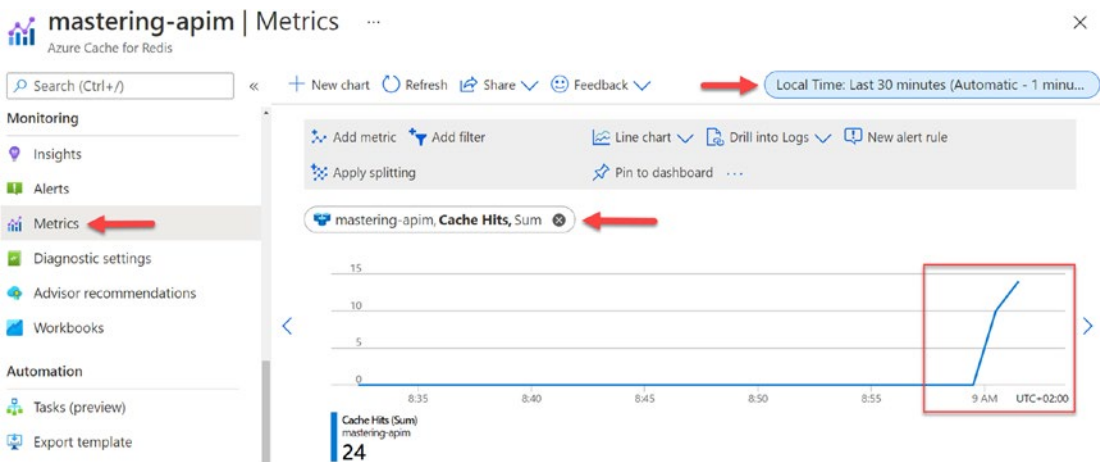 mastering-apim | Metrics ...
Azure Cache for Redis
Search (Ctrl+/)
«
Monitoring
Insights
Alerts
Metrics
Diagnostic settings
Advisor recommendations
Workbooks
Automation
Tasks (preview)
Export template
New chart Refresh Share Feedback
Local Time: Last 30 minutes (Automatic - 1 minu...
Add metric Add filter Line chart Drill into Logs New alert rule
Apply splitting Pin to dashboard ...
mastering-apim, Cache Hits, Sum
15
10
5
0
8:35 8:40 8:45 8:50 8:55 9 AM UTC+02:00
Cache Hits (Sum)
mastering-apim
24